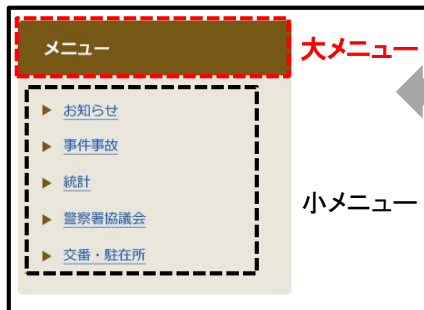 メニュー
大メニュー
お知らせ
事件事故
統計
小メニュー
警察署協議会
交番・駐在所